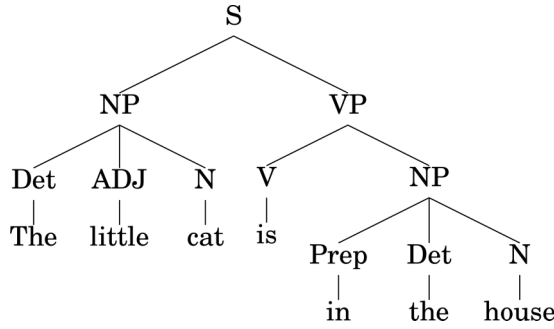 S
NP VP
Det ADJ N V NP
The little cat is
Prep Det N
in the house